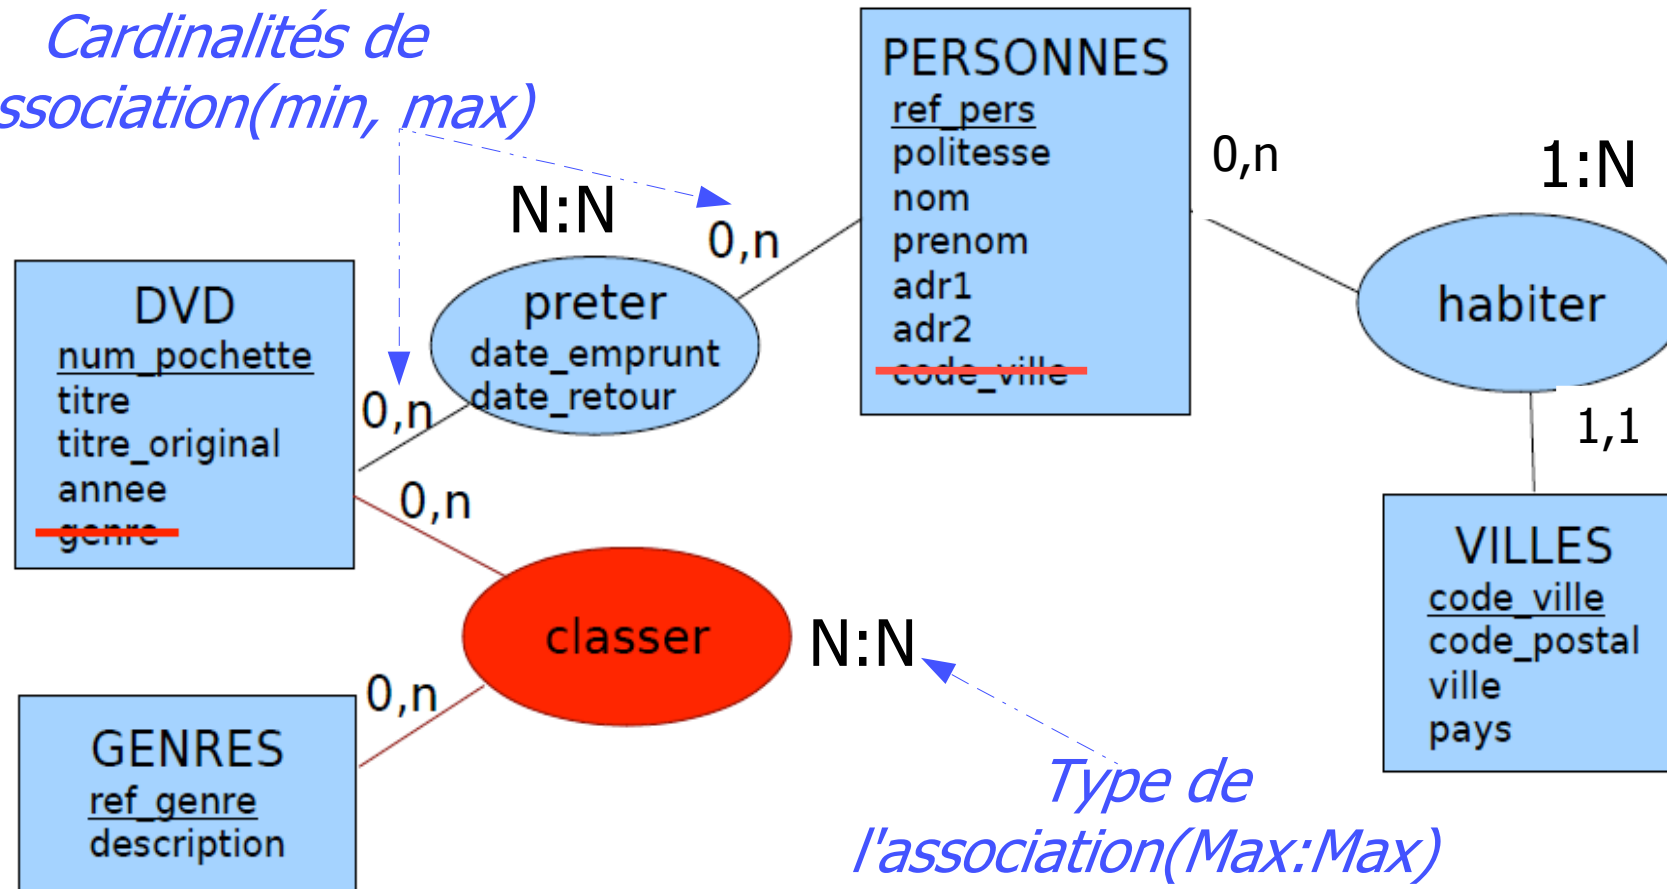 Cardinalités de
ssociation(min, max)
N:N
0,n
PERSONNES
ref_pers
politesse
nom
prenom
adr1
adr2
code_ville
0,n
1:N
habiter
1,1
DVD
num_pochette
titre
titre_original
annee
genre
preter
date_emprunt
date_retour
0,n
0,n
classer
N:N
0,n
GENRES
ref_genre
description
VILLES
code_ville
code_postal
ville
pays
Type de
l'association(Max:Max)